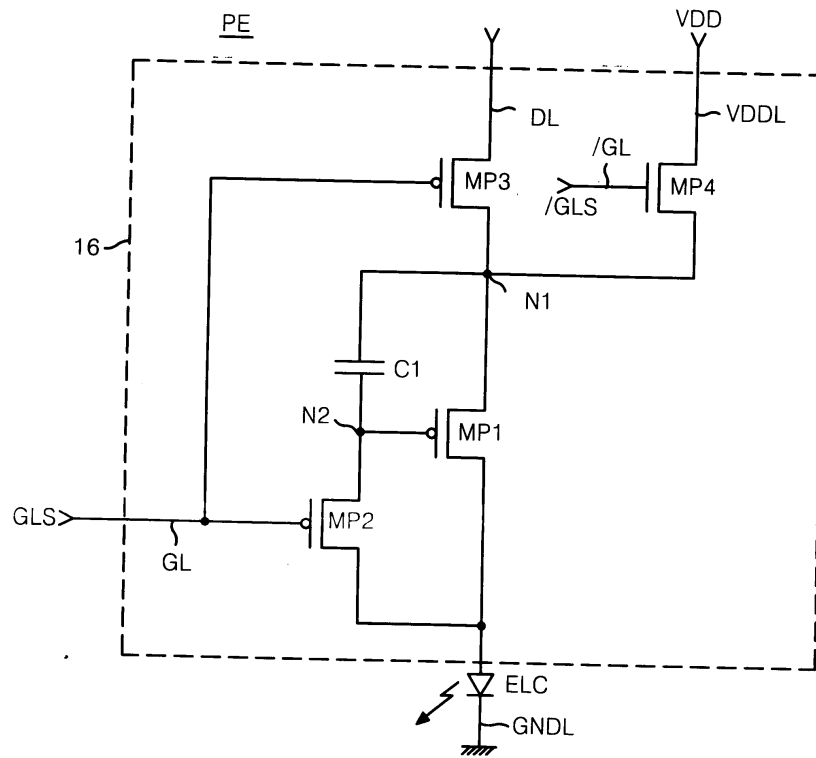 PE
VDD
DL
VDDL
/GL
MP3
MP4
/GLS
16
N1
C1
N2
MP1
GLS
MP2
GL
ELC
GNDL